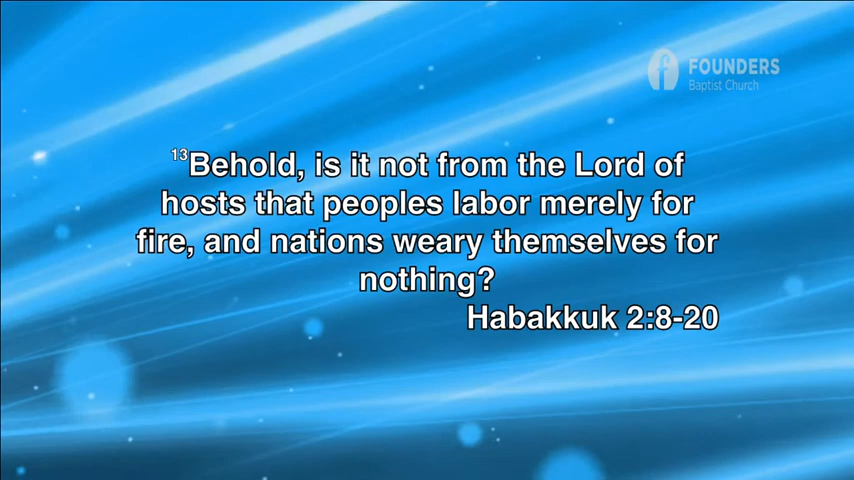 FOUNDERS
Baptist Church
13Behold, is it not from the Lord of
hosts that peoples labor merely for
fire, and nations weary themselves for
nothing?
Habakkuk 2:8-20